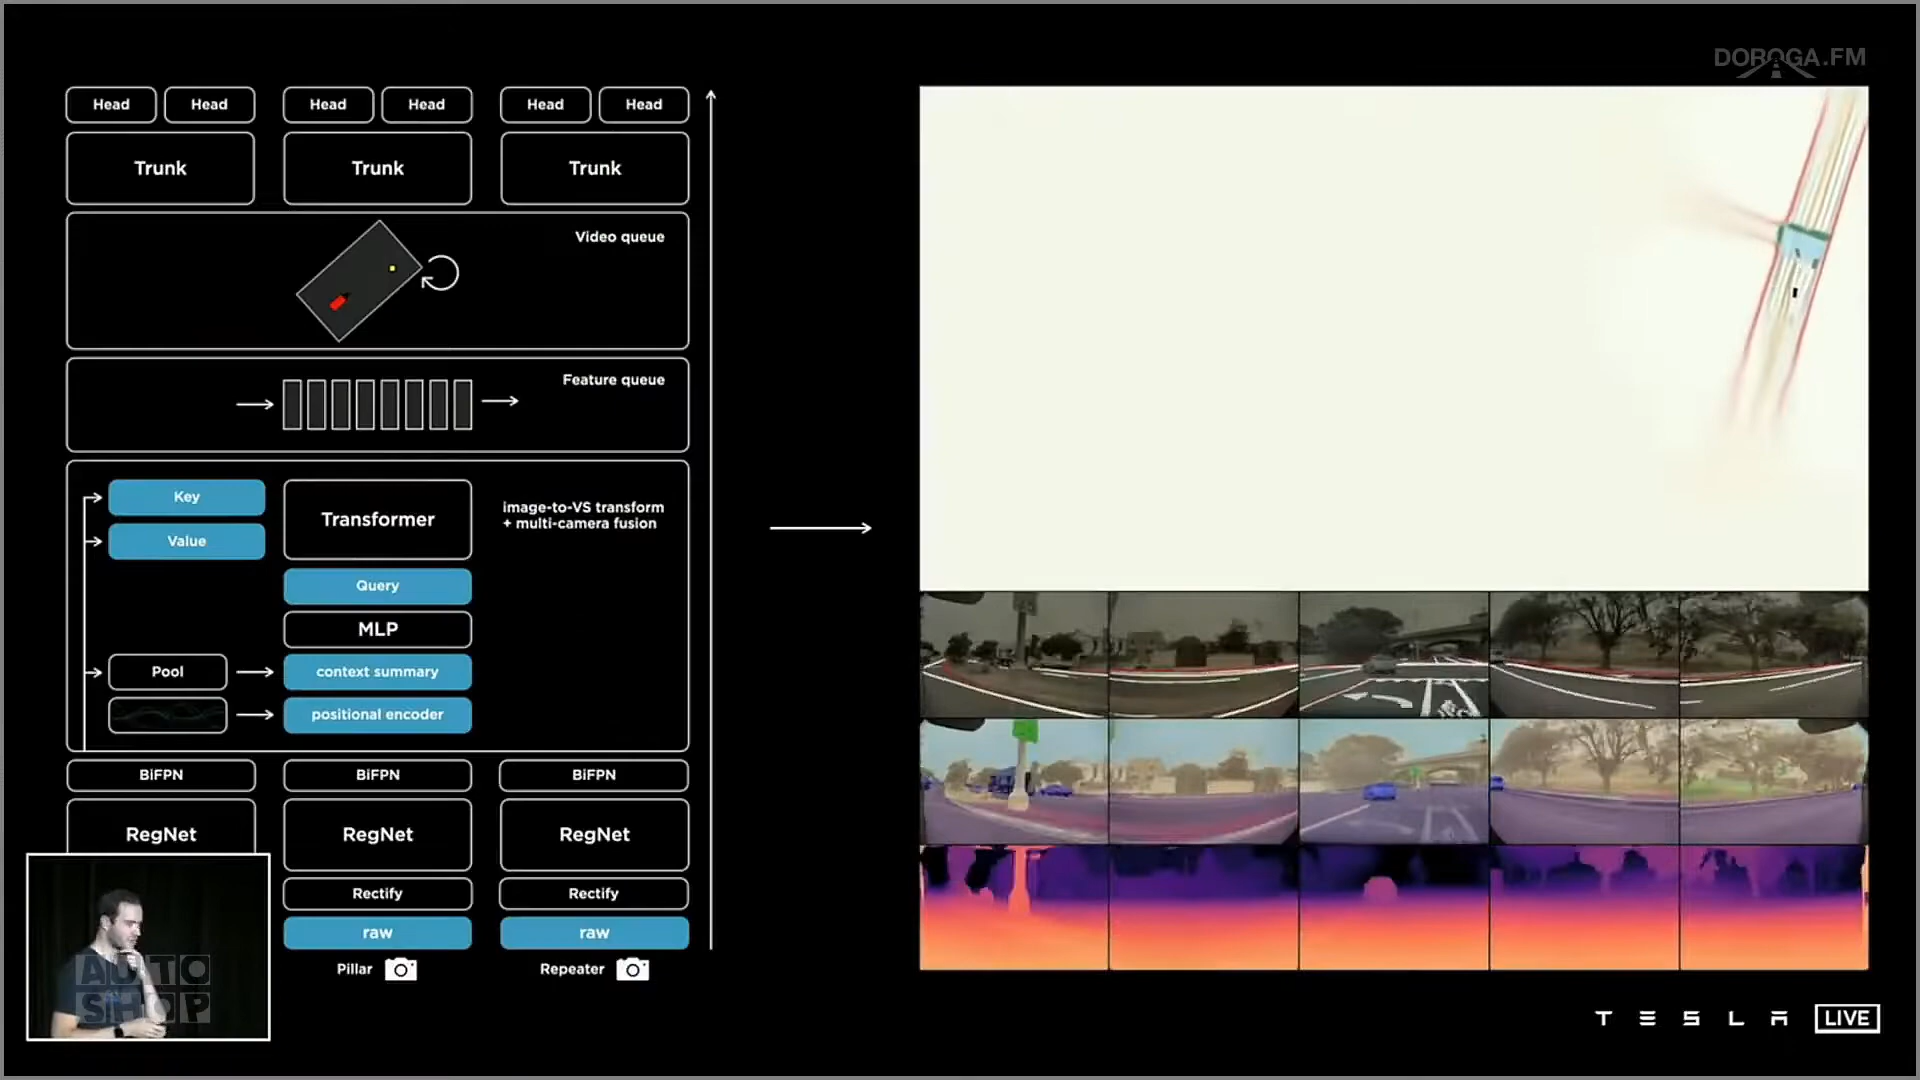 DOROGA.FM
Head Head Head Head Head Head
Trunk Trunk Trunk
Video queue
Feature queue
Key
Value
Transformer
image-to-VS transform
+ multi-camera fusion
Query
MLP
Pool
context summary
positional encoder
BiFPN BiFPN BiFPN
RegNet RegNet RegNet
Rectify Rectify
raw raw
Pillar Repeater
AUTO
SHOP
TESLA LIVE